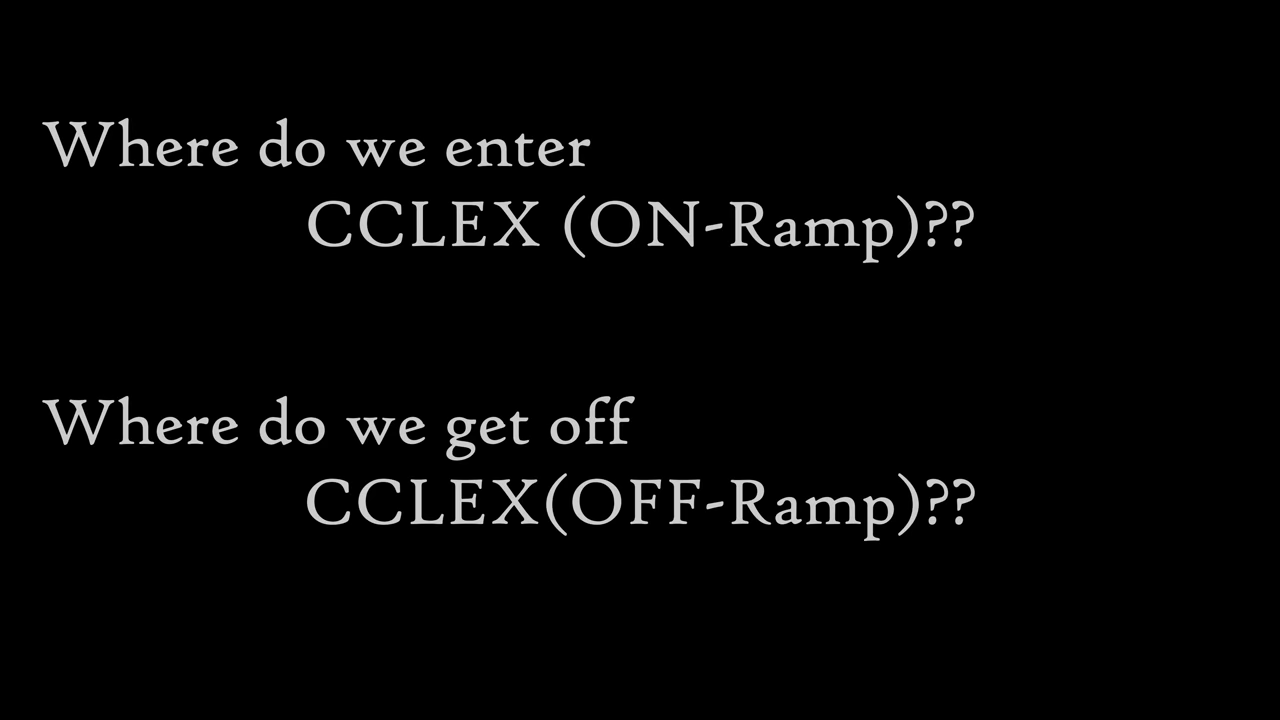 Where do we enter
CCLEX (ON-Ramp)??
Where do we get off
CCLEX(OFF-Ramp)??